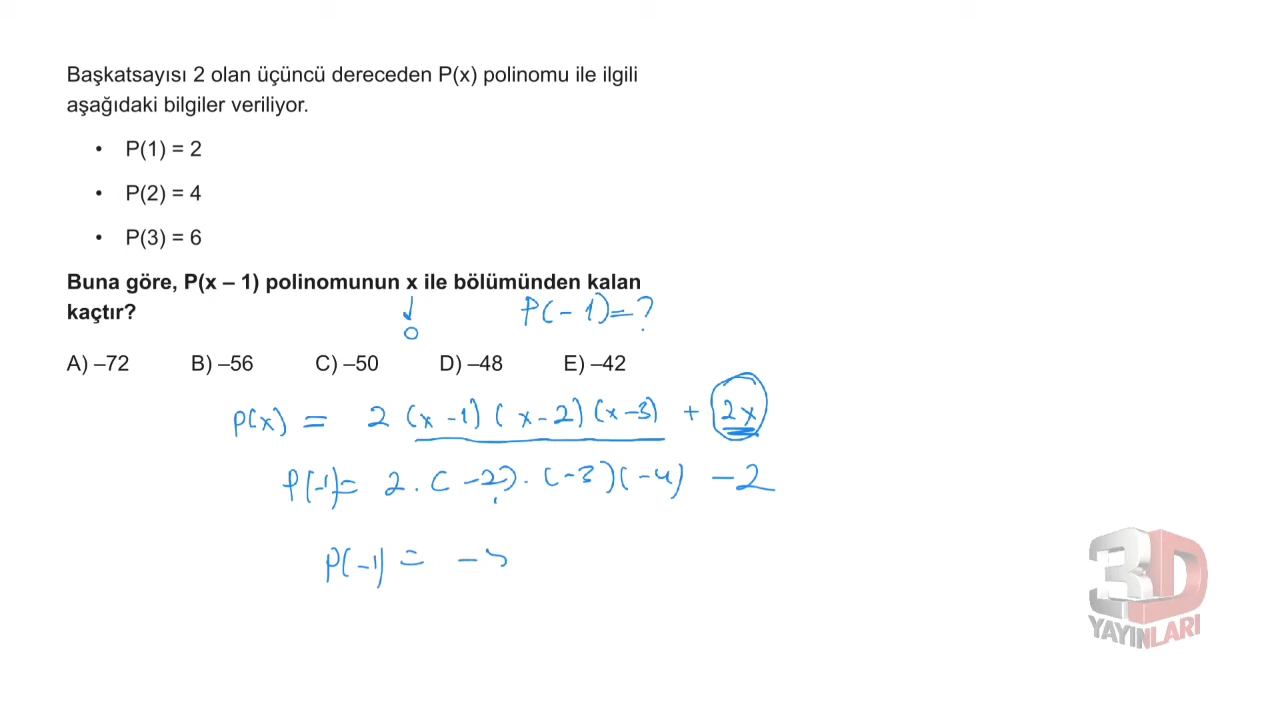 Başkatsayısı 2 olan üçüncü dereceden P(x) polinomu ile ilgili
aşağıdaki bilgiler veriliyor.
• P(1) = 2
• P(2) = 4
• P(3) = 6
Buna göre, P(x – 1) polinomunun x ile bölümünden kalan
kaçtır?
↓
0
P(-1)=?
A) –72 B) –56 C) –50 D) –48 E) –42
P(x) = 2 (x-1)(x-2)(x-3) + 2x
P(-1)= 2.(-2).(-3)(-4) -2
P(-1) = -
3D
YAYINLARI